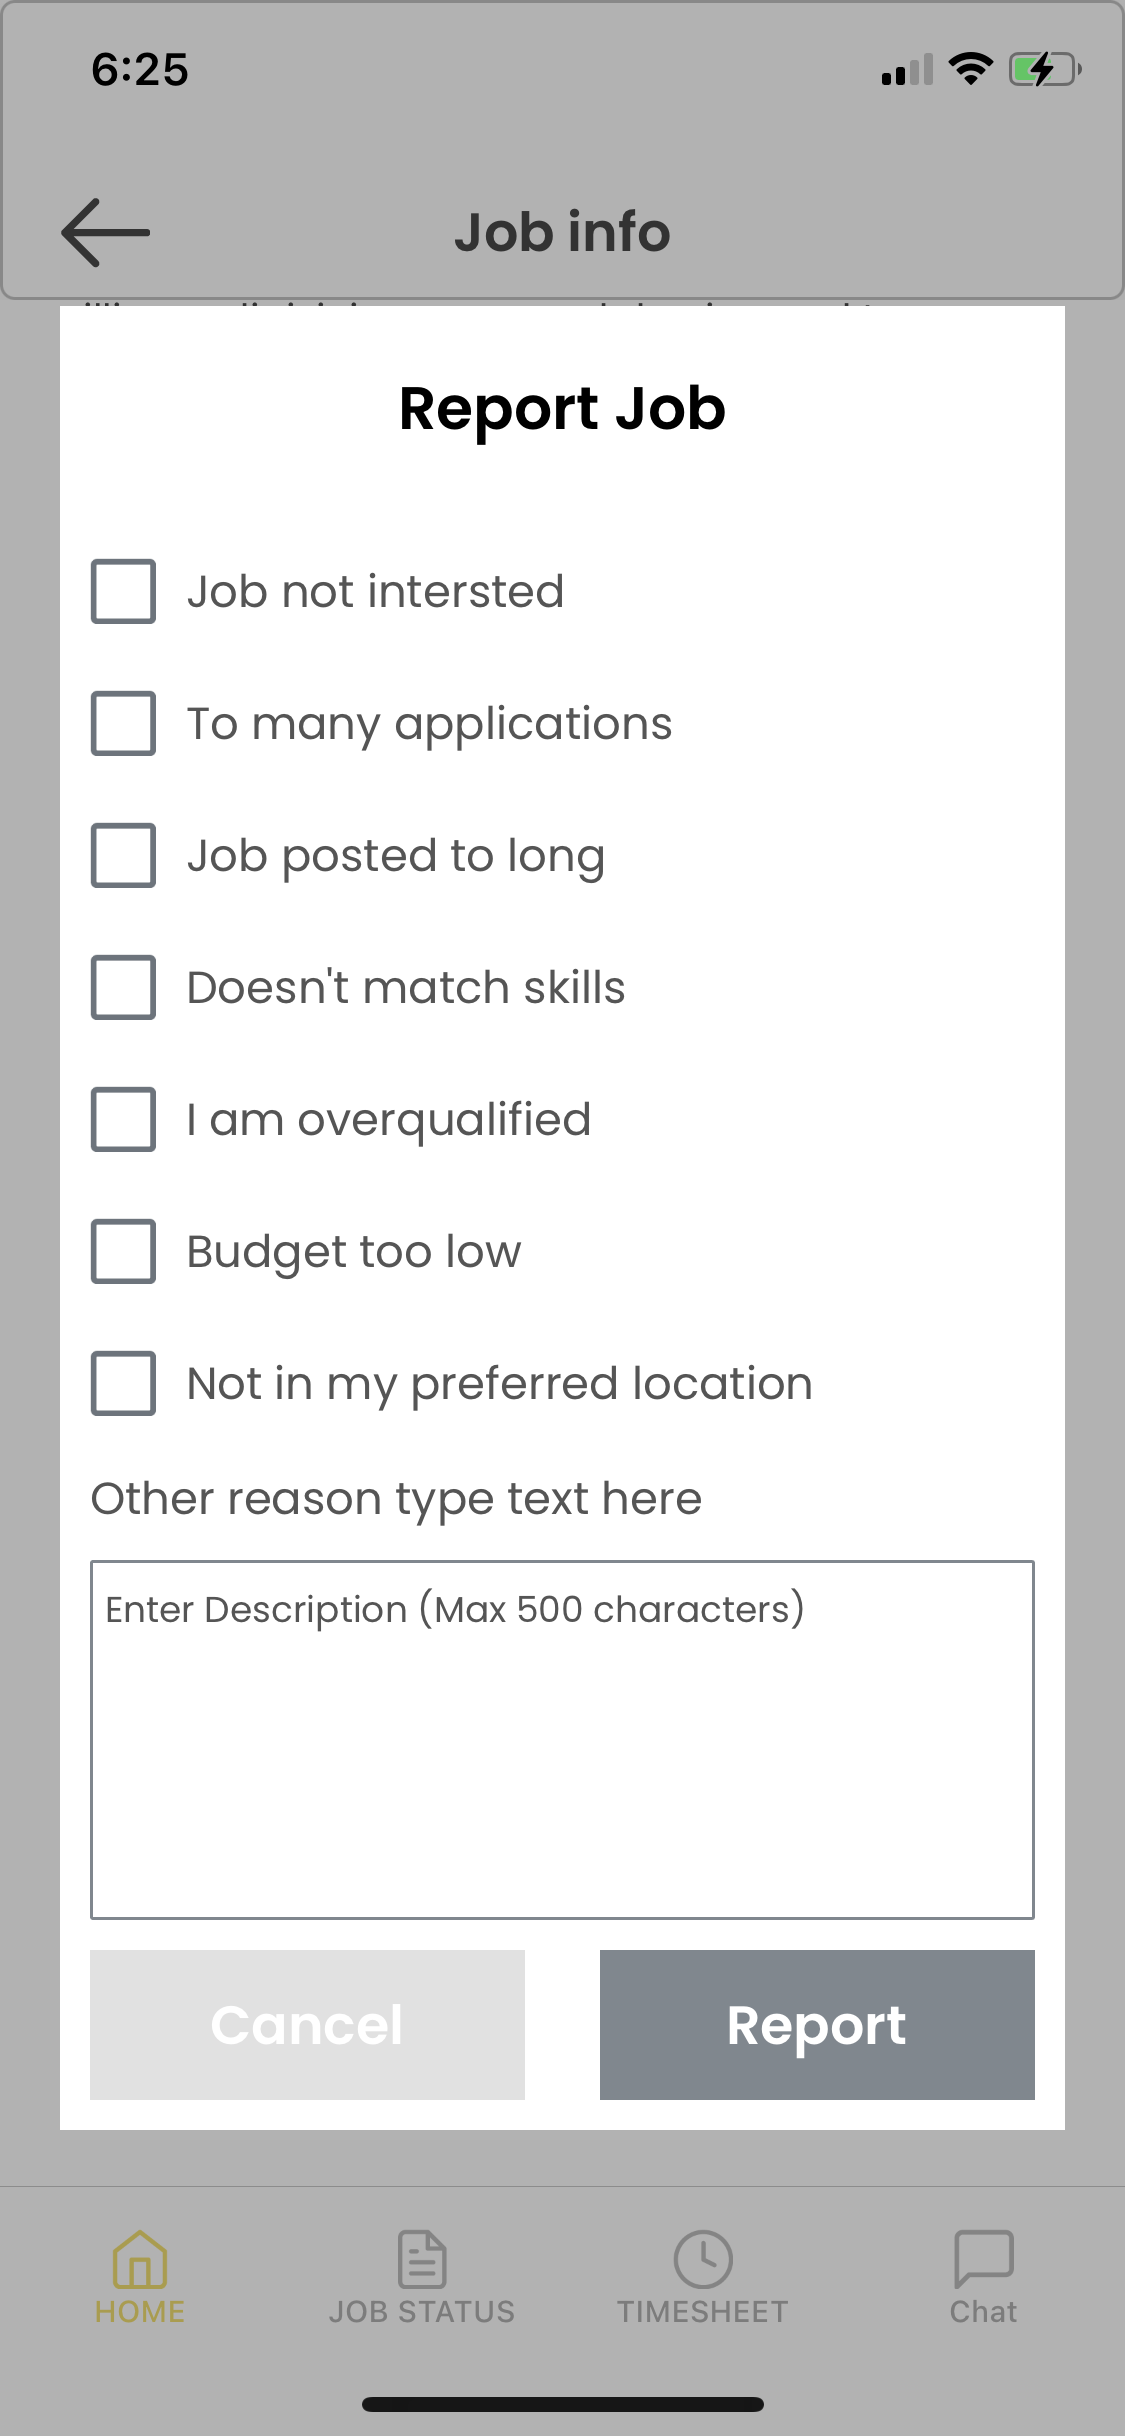 6:25
Job info
Report Job
Job not intersted
To many applications
Job posted to long
Doesn't match skills
I am overqualified
Budget too low
Not in my preferred location
Other reason type text here
Enter Description (Max 500 characters)
Cancel
Report
HOME
JOB STATUS
TIMESHEET
Chat